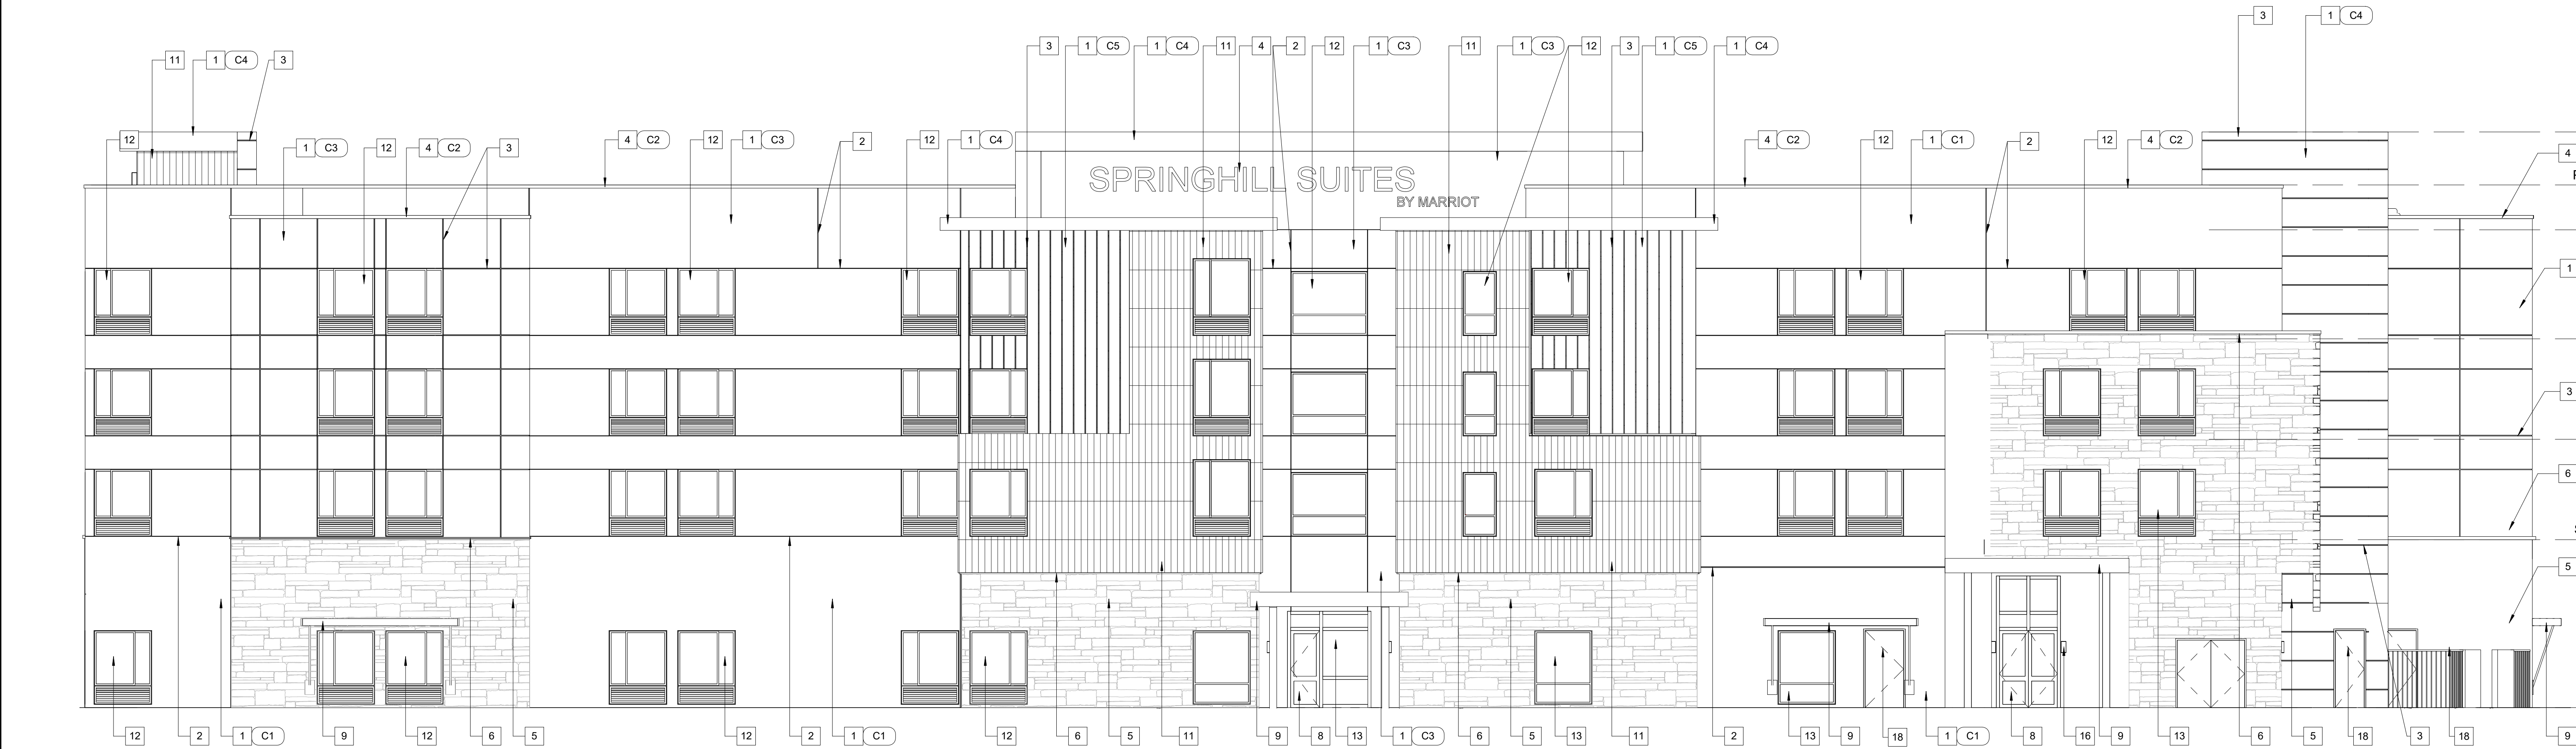 3 1 C4
3 1 C5 1 C4 11 4 2 12 1 C3 11 1 C3 12 3 1 C5 1 C4
11 1 C4 3
12 1 C3 12 4 C2 3 4 C2 12 1 C3 2 12 1 C4 4 C2 12 1 C1 2 12 4 C2
4
SPRINGHILL SUITES
BY MARRIOT
1
3
6
5
12 2 1 C1 9 12 6 5 12 2 1 C1 12 6 5 11 9 8 13 1 C3 6 5 13 11 2 13 9 18 1 C1 8 16 9 13 6 5 18 3 18 9